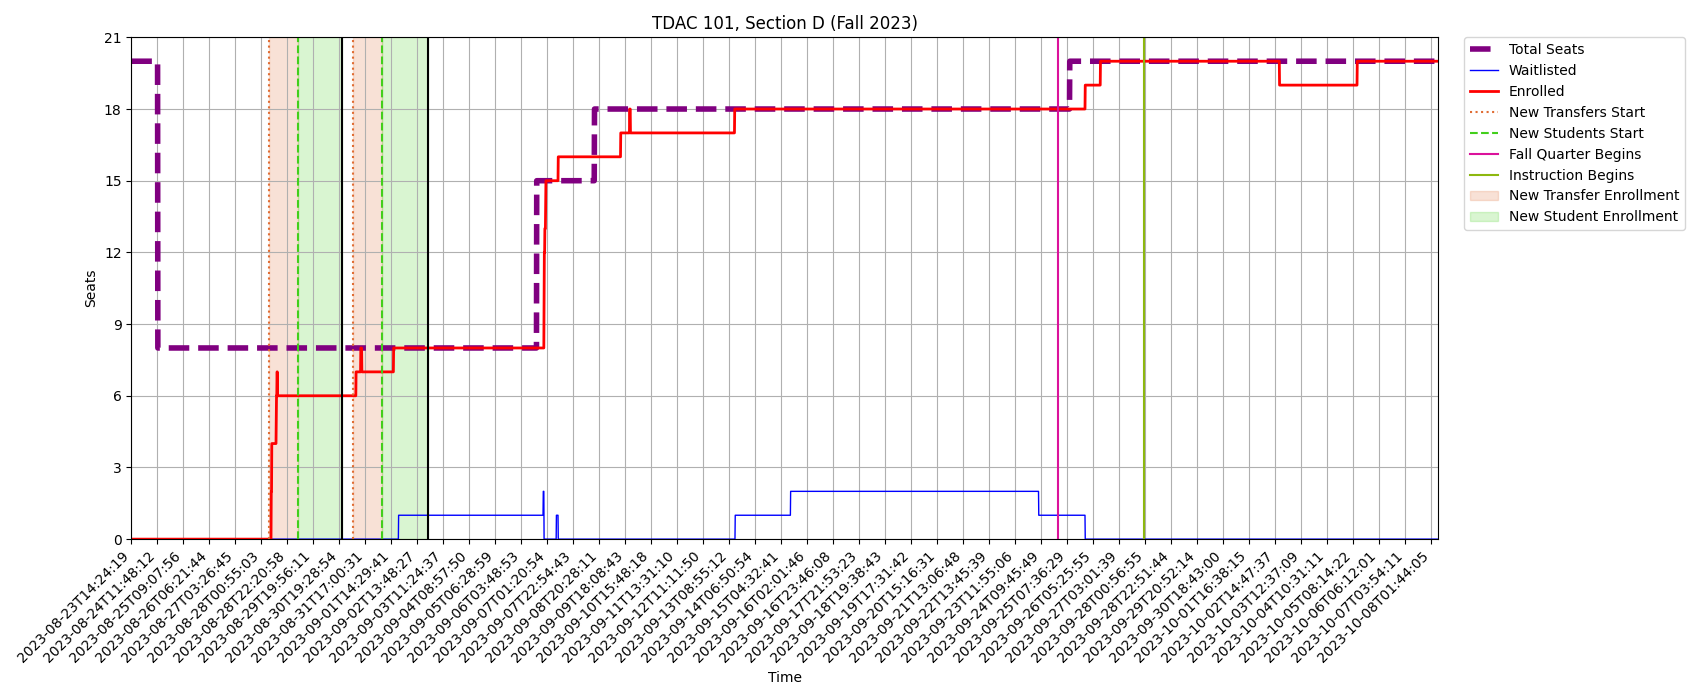 TDAC 101, Section D (Fall 2023)
21
18
15
12
9
6
3
0
Seats
2023-08-23T14:24:19
2023-08-24T11:48:12
2023-08-25T09:07:56
2023-08-26T06:21:44
2023-08-27T03:26:45
2023-08-28T00:55:03
2023-08-28T22:20:58
2023-08-29T19:56:11
2023-08-30T19:28:54
2023-08-31T17:00:31
2023-09-01T14:29:41
2023-09-02T13:48:27
2023-09-03T11:24:37
2023-09-04T08:57:50
2023-09-05T06:28:59
2023-09-06T03:48:53
2023-09-07T01:20:54
2023-09-07T22:54:43
2023-09-08T20:28:11
2023-09-09T18:08:43
2023-09-10T15:48:18
2023-09-11T13:31:10
2023-09-12T11:11:50
2023-09-13T08:55:12
2023-09-14T06:50:54
2023-09-15T04:32:41
2023-09-16T02:01:46
2023-09-16T23:46:08
2023-09-17T21:53:23
2023-09-18T19:38:43
2023-09-19T17:31:42
2023-09-20T15:16:31
2023-09-21T13:06:48
2023-09-22T13:45:39
2023-09-23T11:55:06
2023-09-24T09:45:49
2023-09-25T07:36:29
2023-09-26T05:25:55
2023-09-27T03:01:39
2023-09-28T00:56:55
2023-09-28T22:51:44
2023-09-29T20:52:14
2023-09-30T18:43:00
2023-10-01T16:38:15
2023-10-02T14:47:37
2023-10-03T12:37:09
2023-10-04T10:31:11
2023-10-05T08:14:22
2023-10-06T06:12:01
2023-10-07T03:54:11
2023-10-08T01:44:05
Time
Total Seats
Waitlisted
Enrolled
New Transfers Start
New Students Start
Fall Quarter Begins
Instruction Begins
New Transfer Enrollment
New Student Enrollment